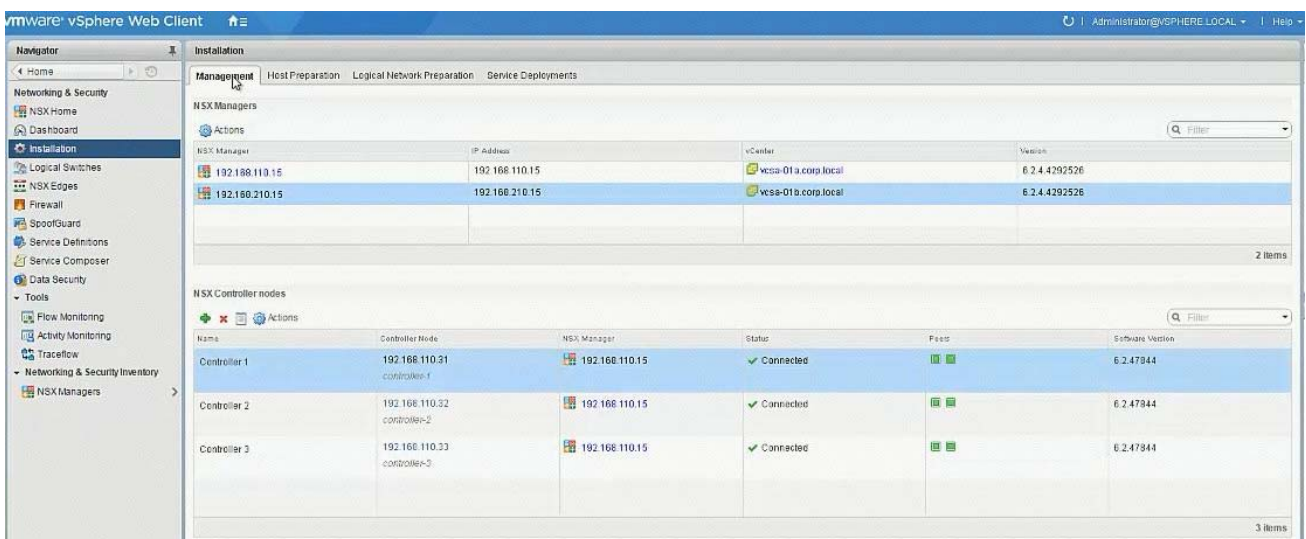 vmware® vSphere Web Client
Administrator@VSPHERE.LOCAL | Help
Navigator
Home
Networking & Security
NSX Home
Dashboard
Installation
Logical Switches
NSX Edges
Firewall
SpoofGuard
Service Definitions
Service Composer
Data Security
Tools
Flow Monitoring
Activity Monitoring
Traceflow
Networking & Security Inventory
NSX Managers
Installation
Management Host Preparation Logical Network Preparation Service Deployments
NSX Managers
Actions Filter
NSX Manager IP Address vCenter Version
192.168.110.15 192.168.110.15 vcsa-01a.corp.local 6.2.4.4292526
192.168.210.15 192.168.210.15 vcsa-01b.corp.local 6.2.4.4292526
2 items
NSX Controller nodes
Actions Filter
Name Controller Node NSX Manager Status Peers Software Version
Controller 1 192.168.110.31 192.168.110.15 Connected 6.2.47844
controller-1
Controller 2 192.168.110.32 192.168.110.15 Connected 6.2.47844
controller-2
Controller 3 192.168.110.33 192.168.110.15 Connected 6.2.47844
controller-3
3 items